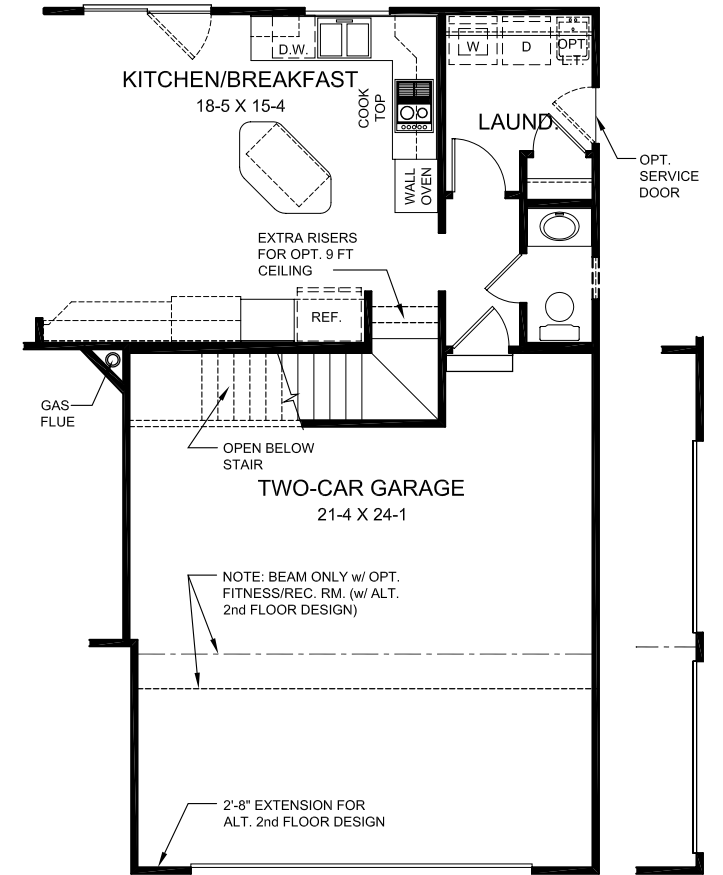 D.W.
W
D
OPT.
KITCHEN/BREAKFAST
18-5 X 15-4
COOK
TOP
LAUND.
WALL
OVEN
OPT.
SERVICE
DOOR
EXTRA RISERS
FOR OPT. 9 FT
CEILING
REF.
GAS
FLUE
OPEN BELOW
STAIR
TWO-CAR GARAGE
21-4 X 24-1
NOTE: BEAM ONLY w/ OPT.
FITNESS/REC. RM. (w/ ALT.
2nd FLOOR DESIGN)
2'-8" EXTENSION FOR
ALT. 2nd FLOOR DESIGN